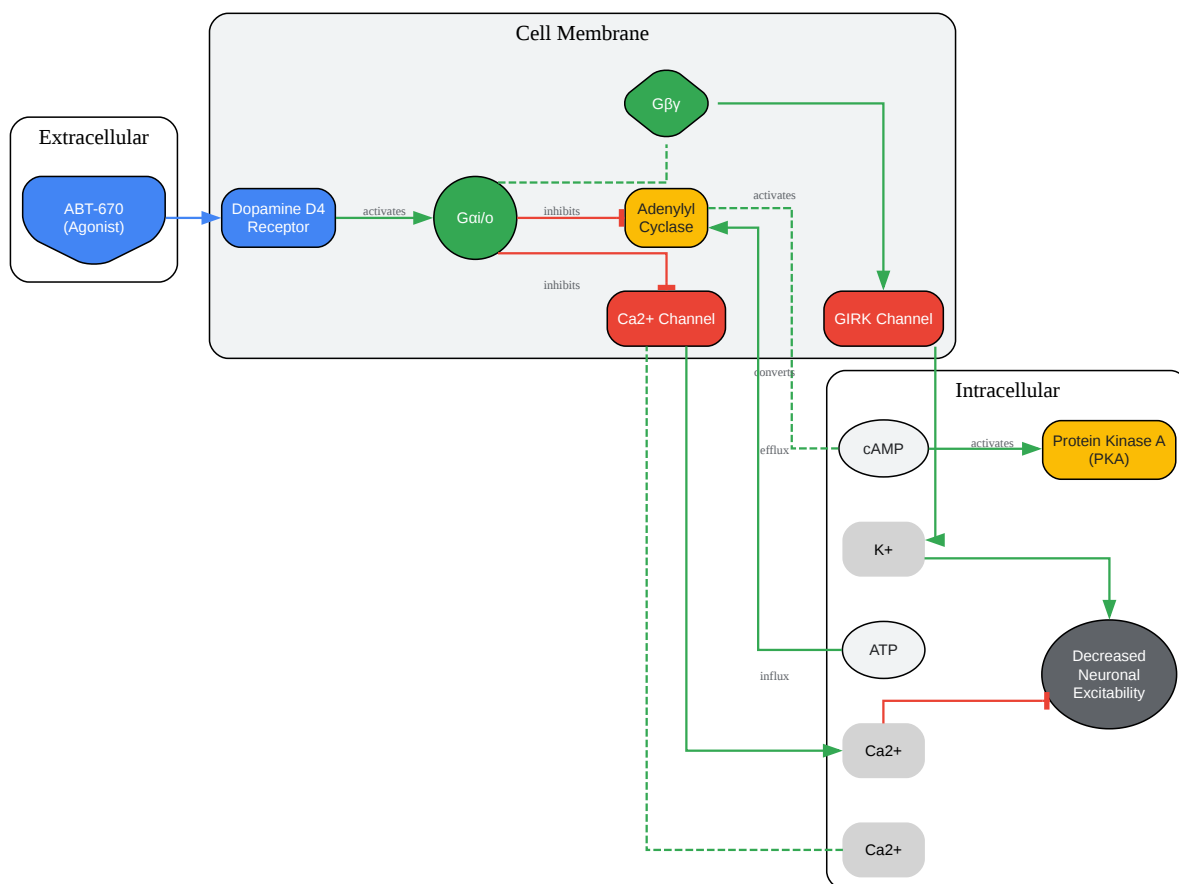 Cell Membrane
Gβγ
Extracellular
ABT-670
(Agonist)
Dopamine D4
Receptor
activates
Gαi/o
inhibits
Adenylyl
Cyclase
activates
inhibits
Ca2+ Channel
GIRK Channel
converts
Intracellular
cAMP
activates
Protein Kinase A
(PKA)
efflux
K+
ATP
Decreased
Neuronal
Excitability
influx
Ca2+
Ca2+